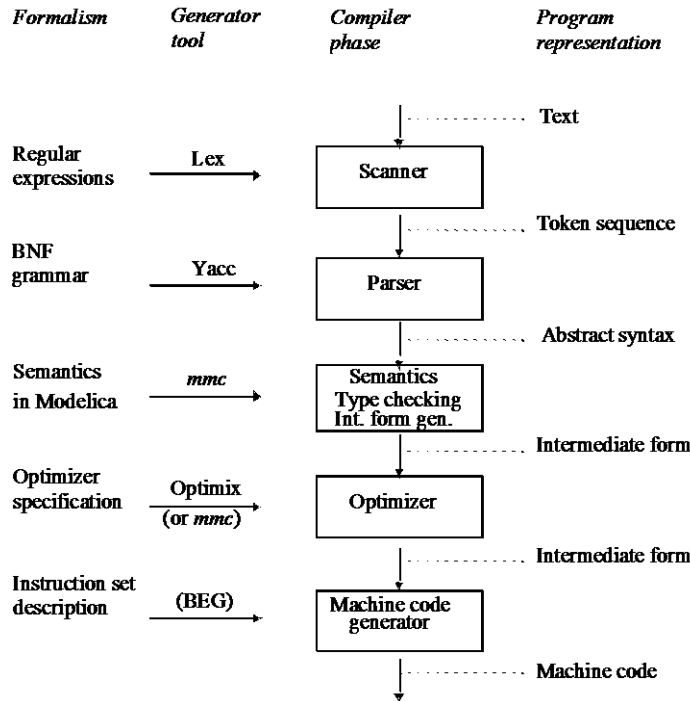 Formalism Generator tool Compiler phase Program representation
Text
Regular expressions Lex Scanner
Token sequence
BNF grammar Yacc Parser
Abstract syntax
Semantics in Modelica mmc Semantics Type checking Int. form gen.
Intermediate form
Optimizer specification Optimix (or mmc) Optimizer
Intermediate form
Instruction set description (BEG) Machine code generator
Machine code